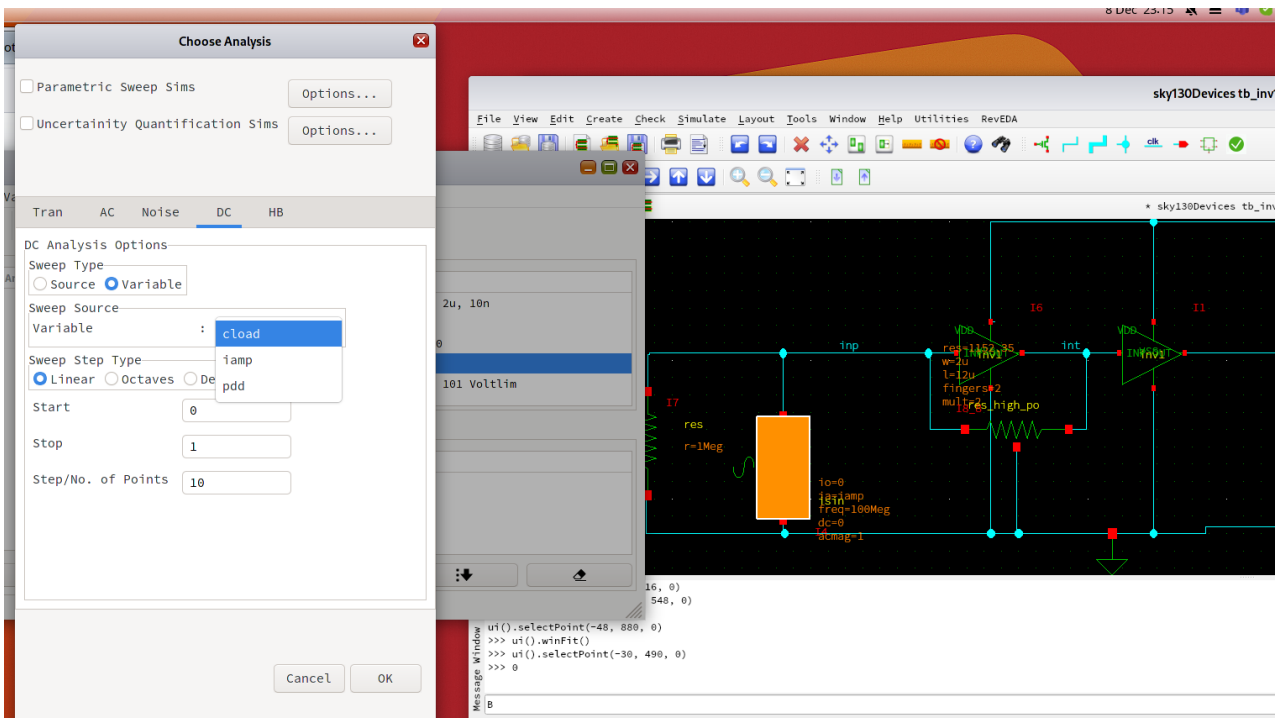 8 Dec 23:15
Choose Analysis
Parametric Sweep Sims
Options...
Uncertainity Quantification Sims
Options...
Tran AC Noise DC HB
DC Analysis Options
Sweep Type
Source Variable
Sweep Source
Variable :
cload
iamp
pdd
Sweep Step Type
Linear Octaves De
Start
0
Stop
1
Step/No. of Points
10
Cancel OK
2u, 10n
0
101 Voltlim
sky130Devices tb_inv
File View Edit Create Check Simulate Layout Tools Window Help Utilities RevEDA
clk
* sky130Devices tb_inv
I6
I1
VDD
VDD
inp
int
res=1152.35
inv1
inv1
w=2u
l=12u
fingers=2
mult=2
res_high_po
I7
res
r=1Meg
io=0
ia=iamp
isin
freq=100Meg
dc=0
acmag=1
16, 0)
548, 0)
ui().selectPoint(-48, 880, 0)
>>> ui().winFit()
>>> ui().selectPoint(-30, 490, 0)
>>> 0
Message Window
B